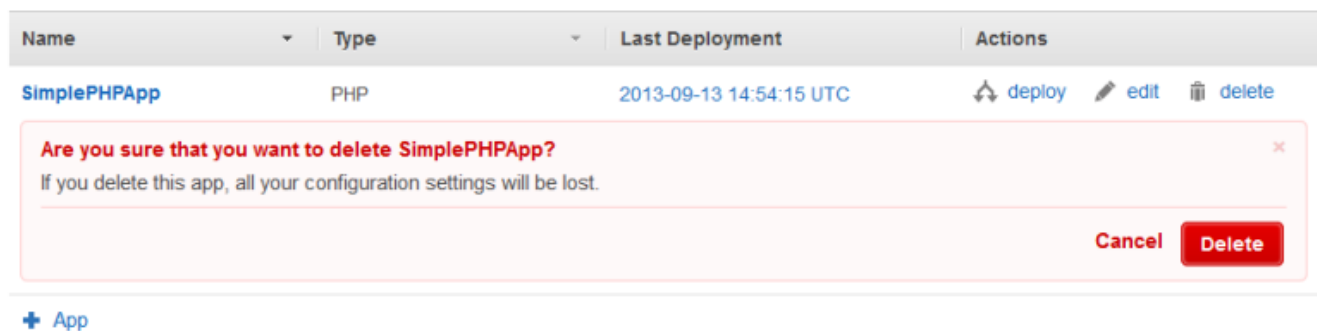 Name Type Last Deployment Actions
SimplePHPApp PHP 2013-09-13 14:54:15 UTC deploy edit delete
Are you sure that you want to delete SimplePHPApp?
If you delete this app, all your configuration settings will be lost.
Cancel Delete
App